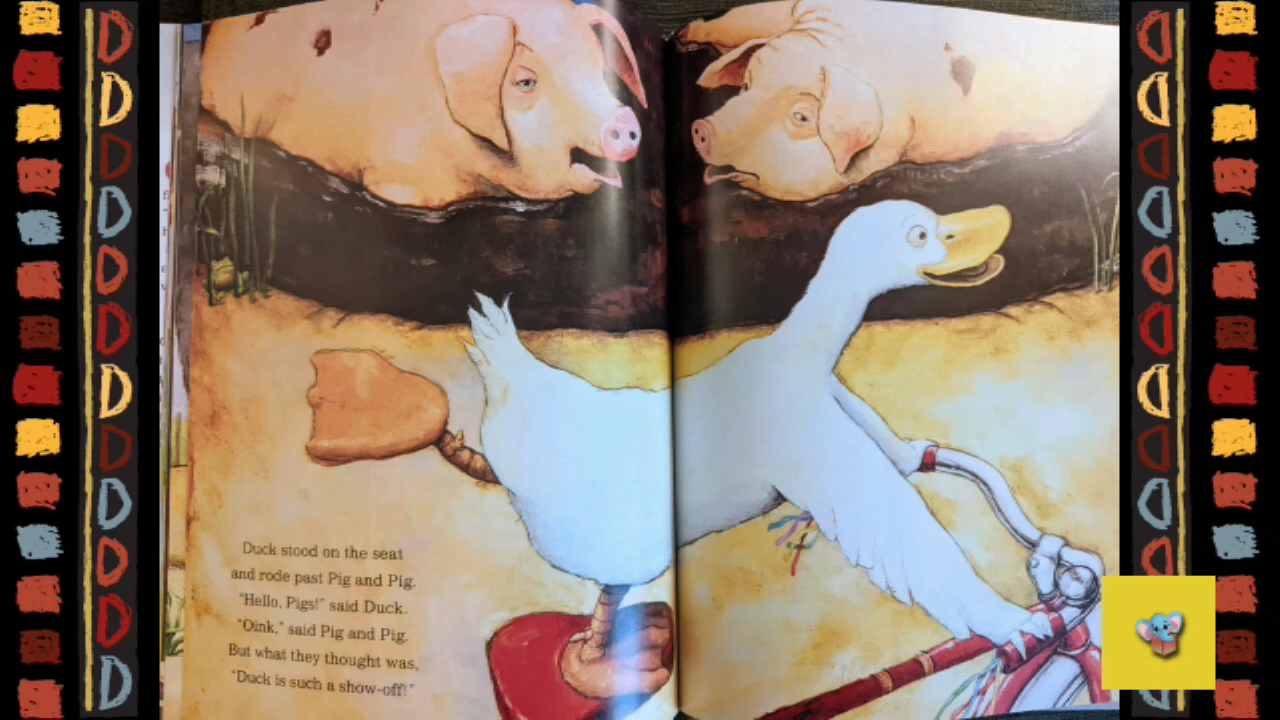 Duck stood on the seat
and rode past Pig and Pig.
"Hello, Pigs!" said Duck.
"Oink," said Pig and Pig.
But what they thought was,
"Duck is such a show-off!"